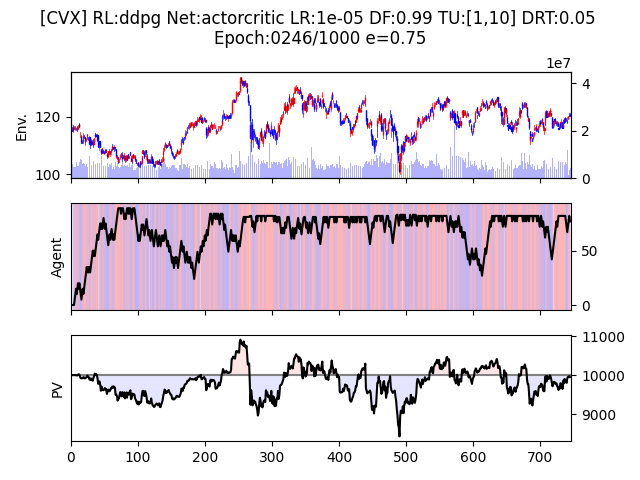 [CVX] RL:ddpg Net:actorcritic LR:1e-05 DF:0.99 TU:[1,10] DRT:0.05
Epoch:0246/1000 e=0.75
1e7
Env.
120
100
4
2
0
Agent
50
0
PV
11000
10000
9000
0 100 200 300 400 500 600 700